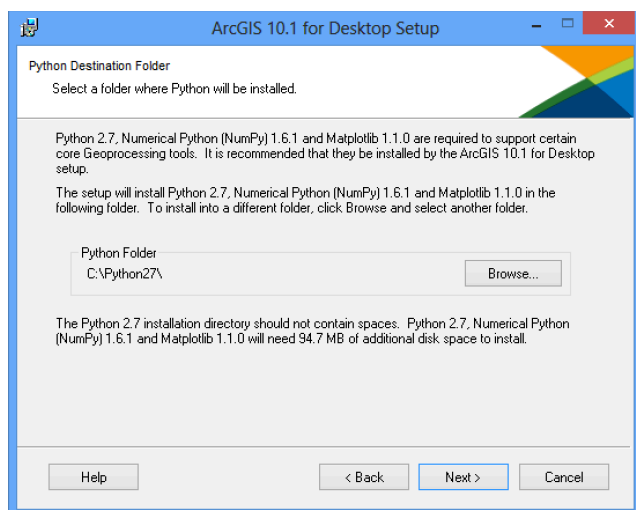 ArcGIS 10.1 for Desktop Setup
Python Destination Folder
Select a folder where Python will be installed.
Python 2.7, Numerical Python (NumPy) 1.6.1 and Matplotlib 1.1.0 are required to support certain
core Geoprocessing tools. It is recommended that they be installed by the ArcGIS 10.1 for Desktop
setup.
The setup will install Python 2.7, Numerical Python (NumPy) 1.6.1 and Matplotlib 1.1.0 in the
following folder. To install into a different folder, click Browse and select another folder.
Python Folder
C:\Python27\
Browse...
The Python 2.7 installation directory should not contain spaces. Python 2.7, Numerical Python
(NumPy) 1.6.1 and Matplotlib 1.1.0 will need 94.7 MB of additional disk space to install.
Help
< Back
Next >
Cancel